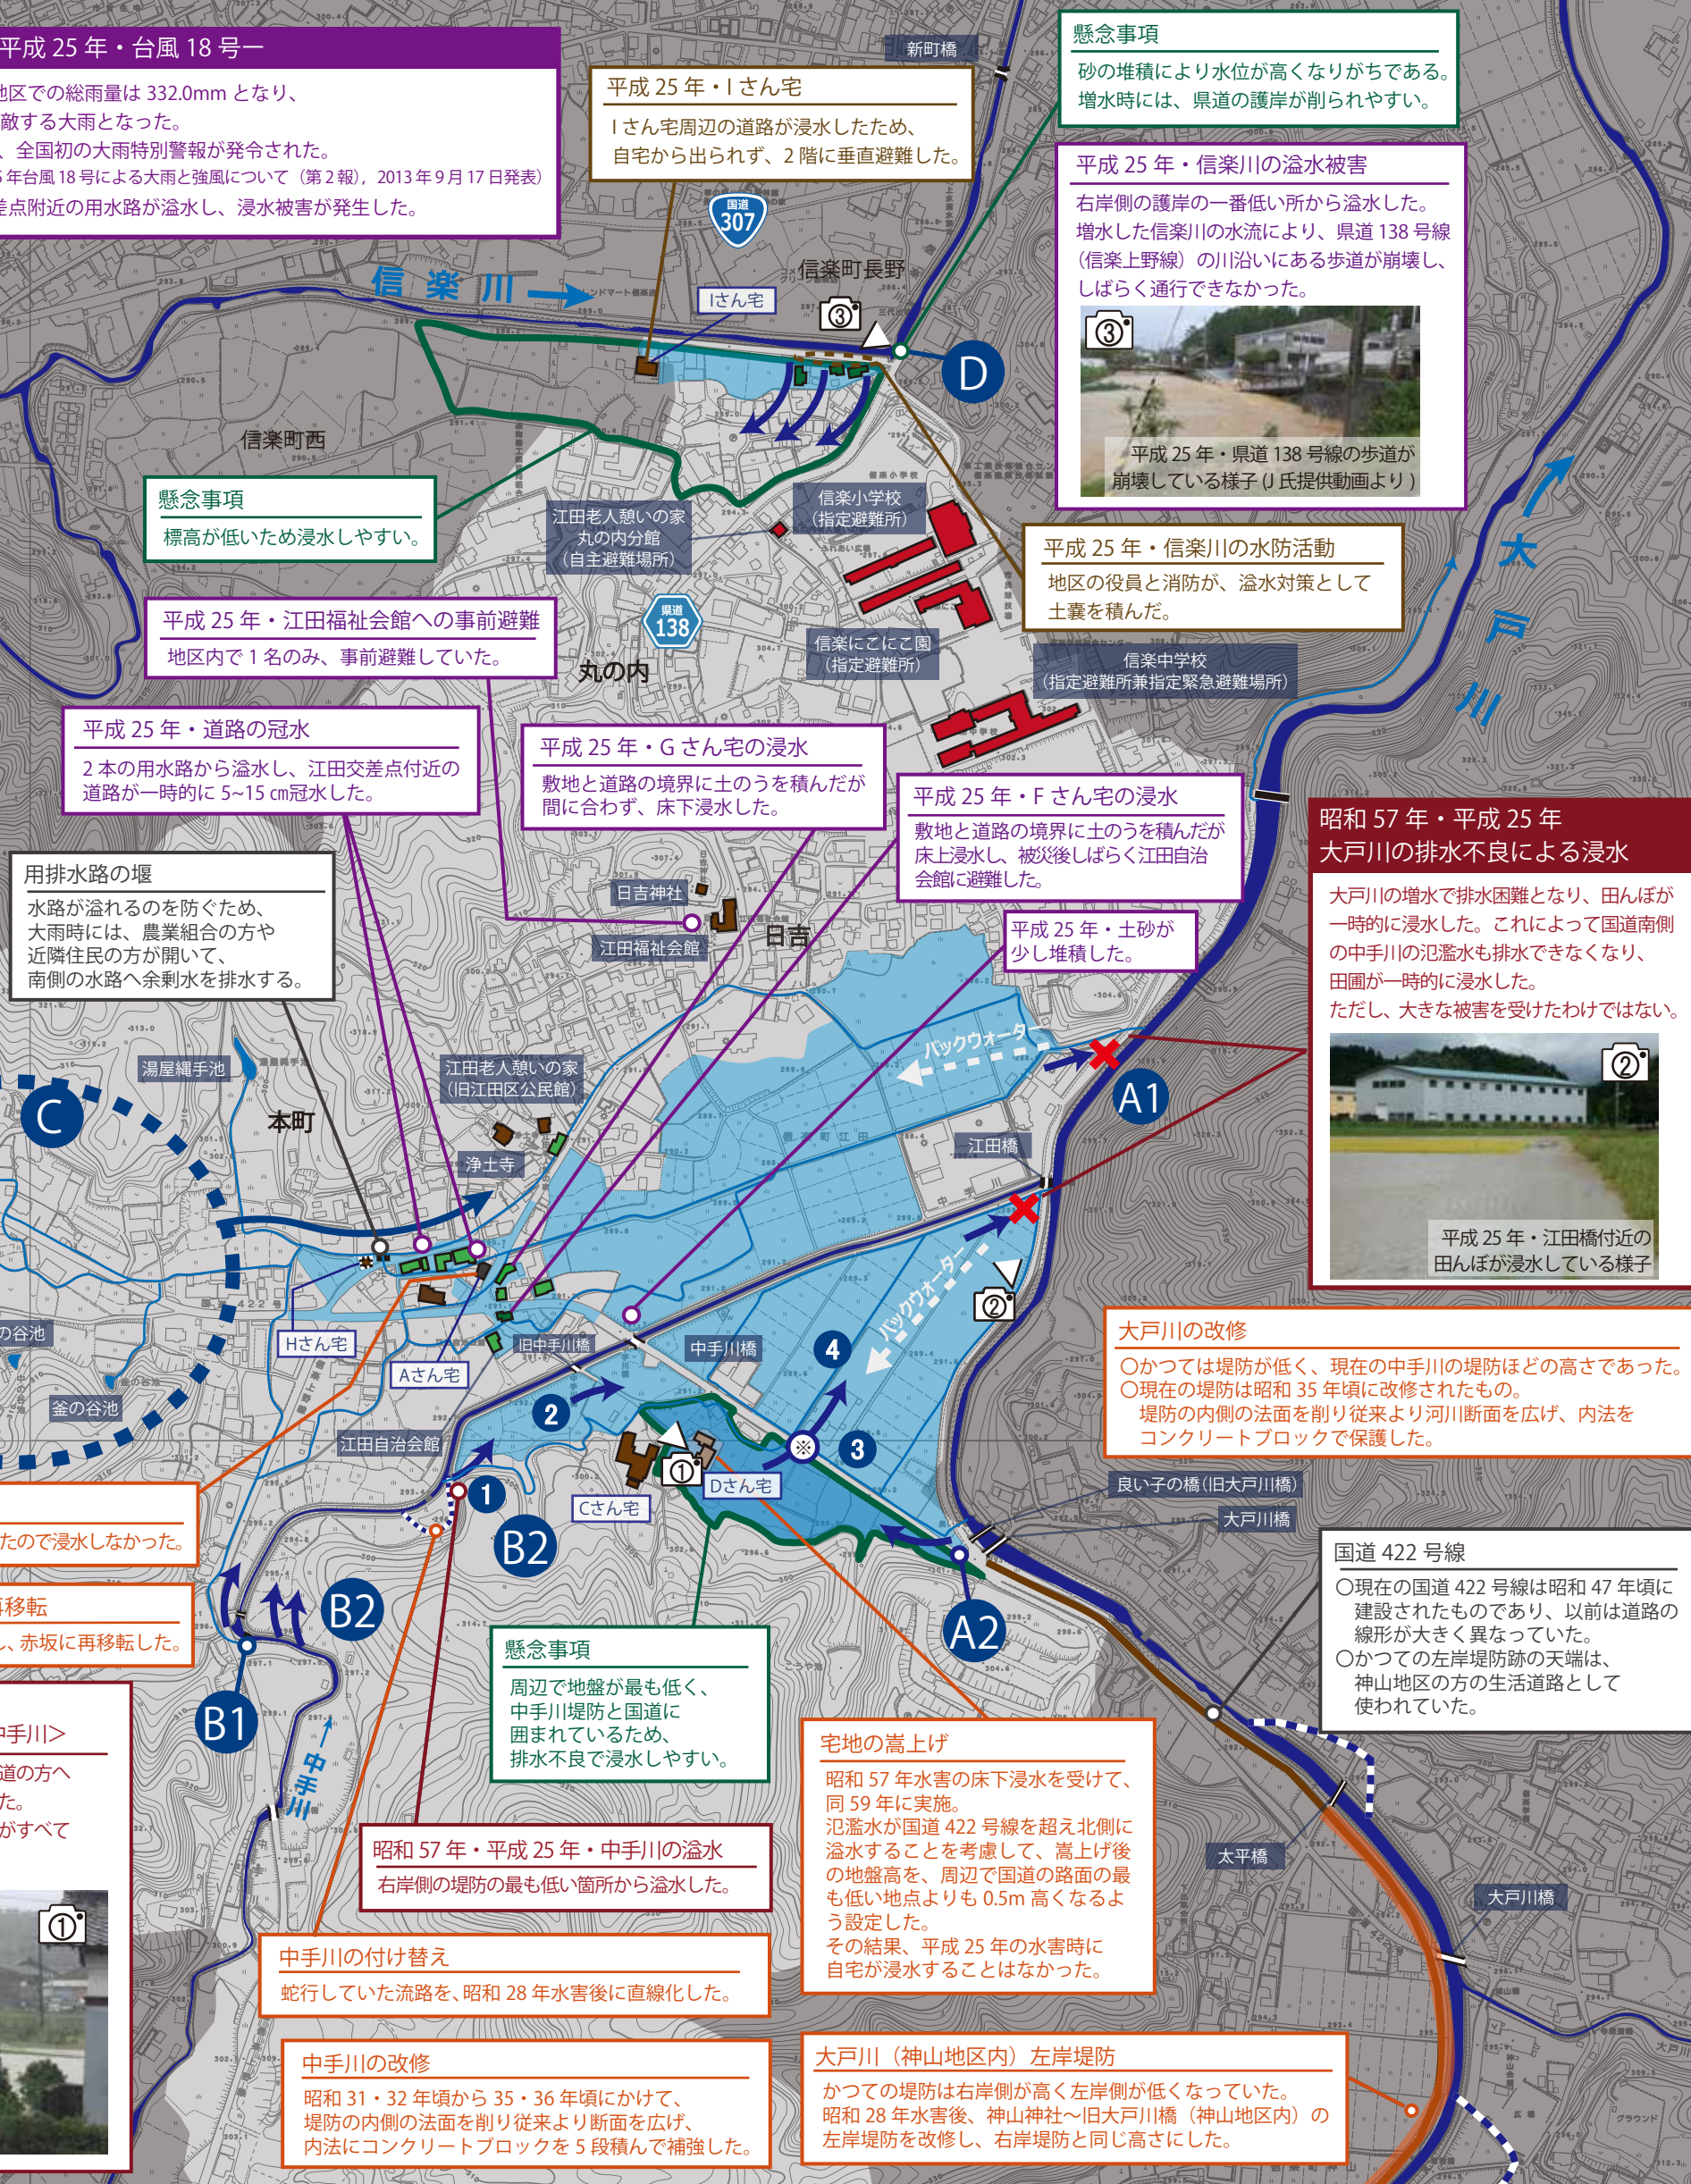 平成 25 年・台風 18 号ー
地区での総雨量は 332.0mm となり、
敵する大雨となった。
、全国初の大雨特別警報が発令された。
年台風 18 号による大雨と強風について（第 2 報），2013 年 9 月 17 日発表）
差点附近の用水路が溢水し、浸水被害が発生した。
平成 25 年・I さん宅
I さん宅周辺の道路が浸水したため、
自宅から出られず、2 階に垂直避難した。
新町橋
懸念事項
砂の堆積により水位が高くなりがちである。
増水時には、県道の護岸が削られやすい。
平成 25 年・信楽川の溢水被害
右岸側の護岸の一番低い所から溢水した。
増水した信楽川の水流により、県道 138 号線
（信楽上野線）の川沿いにある歩道が崩壊し、
しばらく通行できなかった。
③
平成 25 年・県道 138 号線の歩道が
崩壊している様子 (J 氏提供動画より )
国道
307
信楽川
信楽町長野
Iさん宅
③
D
信楽町西
懸念事項
標高が低いため浸水しやすい。
江田老人憩いの家
丸の内分館
（自主避難場所）
信楽小学校
（指定避難所）
平成 25 年・信楽川の水防活動
地区の役員と消防が、溢水対策として
土嚢を積んだ。
大戸川
平成 25 年・江田福祉会館への事前避難
地区内で 1 名のみ、事前避難していた。
県道
138
丸の内
信楽にこにこ園
（指定避難所）
信楽中学校
（指定避難所兼指定緊急避難場所）
平成 25 年・道路の冠水
2 本の用水路から溢水し、江田交差点付近の
道路が一時的に 5~15 ㎝冠水した。
平成 25 年・G さん宅の浸水
敷地と道路の境界に土のうを積んだが
間に合わず、床下浸水した。
平成 25 年・F さん宅の浸水
敷地と道路の境界に土のうを積んだが
床上浸水し、被災後しばらく江田自治
会館に避難した。
昭和 57 年・平成 25 年
大戸川の排水不良による浸水
大戸川の増水で排水困難となり、田んぼが
一時的に浸水した。これによって国道南側
の中手川の氾濫水も排水できなくなり、
田圃が一時的に浸水した。
ただし、大きな被害を受けたわけではない。
②
平成 25 年・江田橋付近の
田んぼが浸水している様子
用排水路の堰
水路が溢れるのを防ぐため、
大雨時には、農業組合の方や
近隣住民の方が開いて、
南側の水路へ余剰水を排水する。
日吉神社
江田福祉会館
日吉
平成 25 年・土砂が
少し堆積した。
バックウォーター
A1
湯屋縄手池
江田老人憩いの家
（旧江田区公民館）
C
本町
浄土寺
信楽町江田
江田橋
バックウォーター
②
国道422号
の谷池
Hさん宅
Aさん宅
旧中手川橋
中手川橋
釜の谷池
江田自治会館
2
4
※
3
1
①
Cさん宅
Dさん宅
B2
大戸川の改修
〇かつては堤防が低く、現在の中手川の堤防ほどの高さであった。
〇現在の堤防は昭和 35 年頃に改修されたもの。
堤防の内側の法面を削り従来より河川断面を広げ、内法を
コンクリートブロックで保護した。
良い子の橋(旧大戸川橋)
大戸川橋
A2
たので浸水しなかった。
再移転
し、赤坂に再移転した。
B2
B1
中手川
国道 422 号線
〇現在の国道 422 号線は昭和 47 年頃に
建設されたものであり、以前は道路の
線形が大きく異なっていた。
〇かつての左岸堤防跡の天端は、
神山地区の方の生活道路として
使われていた。
懸念事項
周辺で地盤が最も低く、
中手川堤防と国道に
囲まれているため、
排水不良で浸水しやすい。
中手川＞
道の方へ
た。
がすべて
①
宅地の嵩上げ
昭和 57 年水害の床下浸水を受けて、
同 59 年に実施。
氾濫水が国道 422 号線を超え北側に
溢水することを考慮して、嵩上げ後
の地盤高を、周辺で国道の路面の最
も低い地点よりも 0.5m 高くなるよ
う設定した。
その結果、平成 25 年の水害時に
自宅が浸水することはなかった。
昭和 57 年・平成 25 年・中手川の溢水
右岸側の堤防の最も低い箇所から溢水した。
太平橋
大戸川橋
中手川の付け替え
蛇行していた流路を、昭和 28 年水害後に直線化した。
中手川の改修
昭和 31・32 年頃から 35・36 年頃にかけて、
堤防の内側の法面を削り従来より断面を広げ、
内法にコンクリートブロックを 5 段積んで補強した。
大戸川（神山地区内）左岸堤防
かつての堤防は右岸側が高く左岸側が低くなっていた。
昭和 28 年水害後、神山神社～旧大戸川橋（神山地区内）の
左岸堤防を改修し、右岸堤防と同じ高さにした。
グラウンド